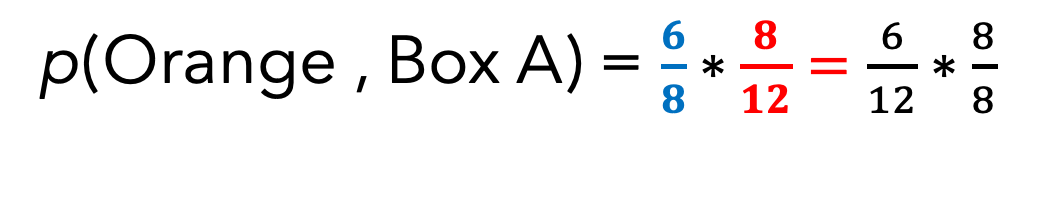 p(Orange , Box A) = 6/8 * 8/12 = 6/12 * 8/8